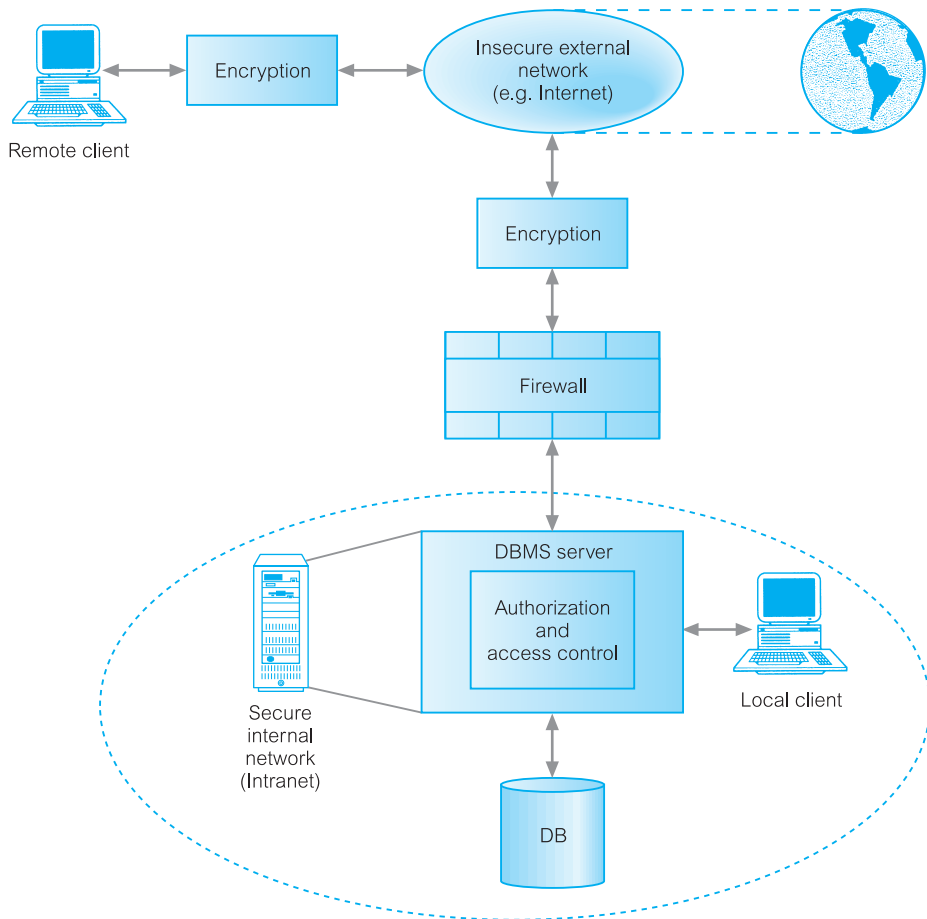 Encryption
Insecure external
network
(e.g. Internet)
Remote client
Encryption
Firewall
DBMS server
Authorization
and
access control
Local client
Secure
internal
network
(Intranet)
DB